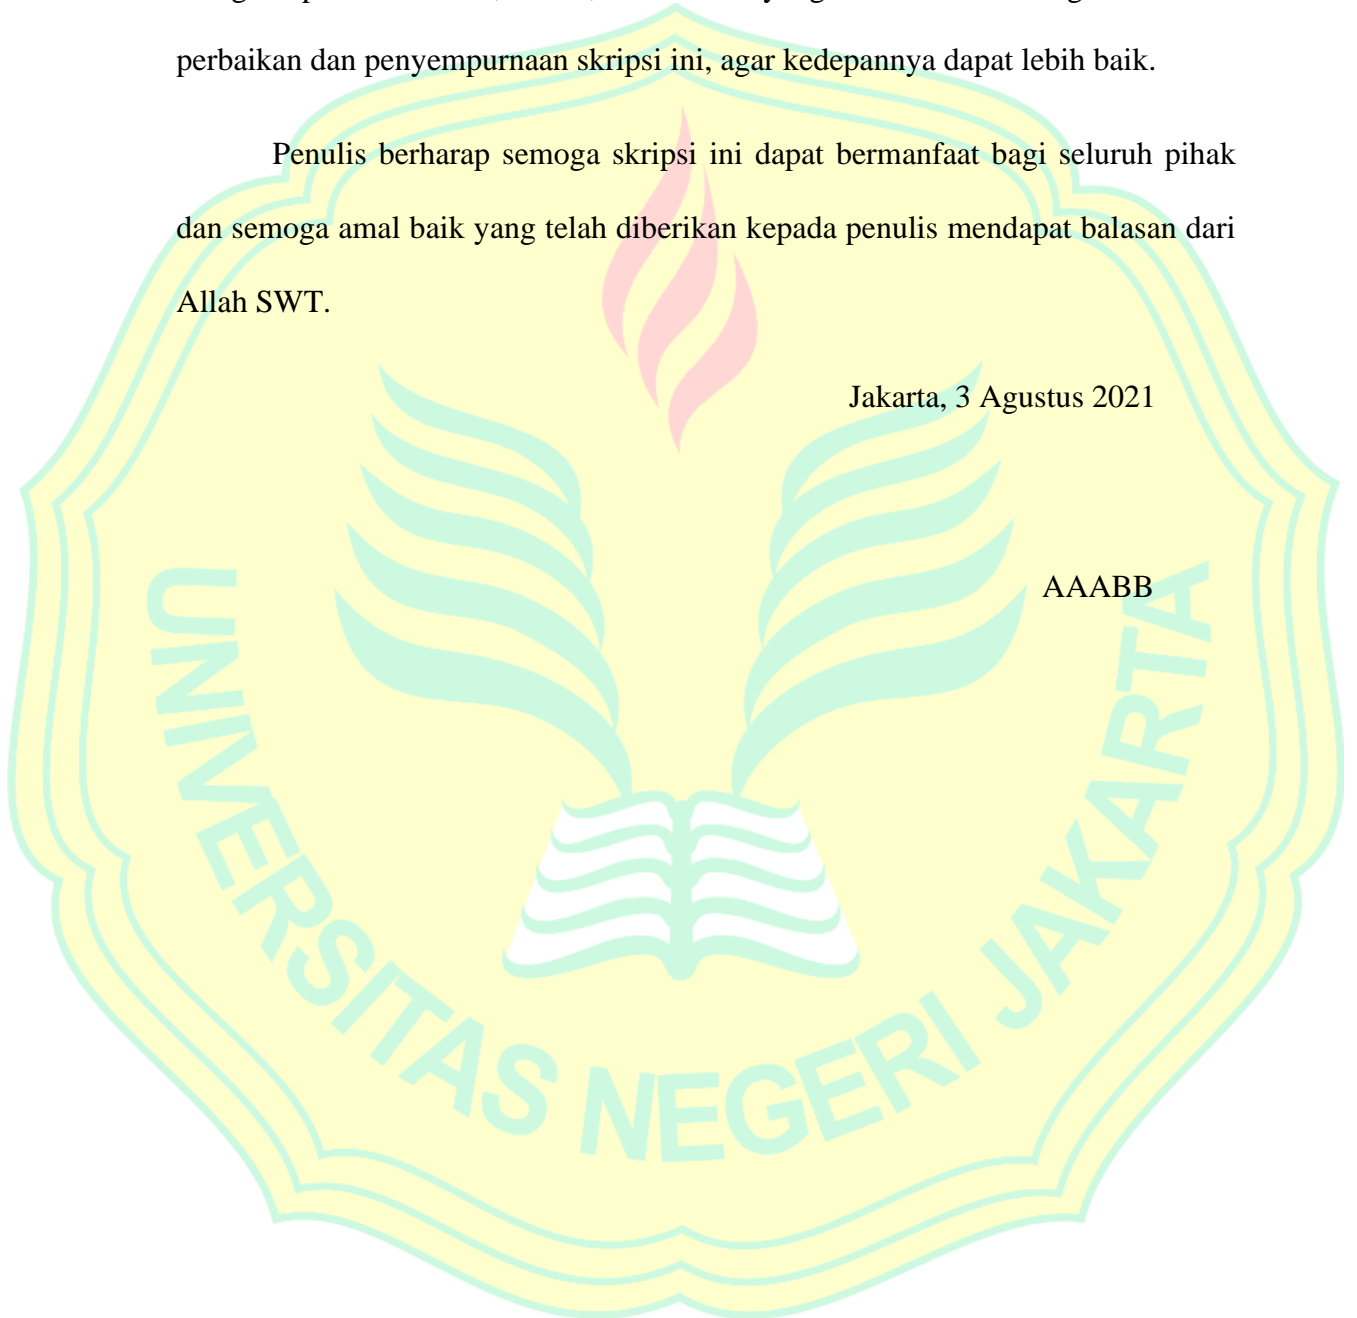 perbaikan dan penyempurnaan skripsi ini, agar kedepannya dapat lebih baik.
Penulis berharap semoga skripsi ini dapat bermanfaat bagi seluruh pihak
dan semoga amal baik yang telah diberikan kepada penulis mendapat balasan dari
Allah SWT.
Jakarta, 3 Agustus 2021
AAABB
UNIVERSITAS NEGERI JAKARTA